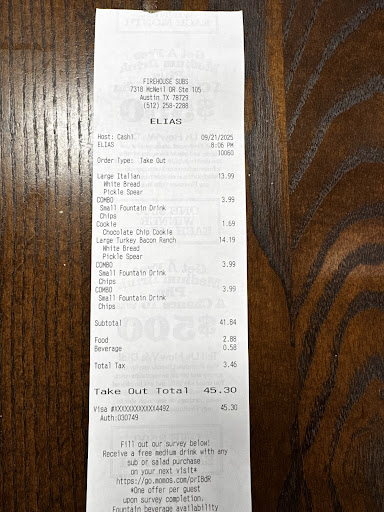 FIREHOUSE SUBS
7318 McNeil DR Ste 105
Austin TX 78729
(512) 258-2288
ELIAS
Host: Cash1 09/21/2025
ELIAS 8:06 PM
10060
Order Type: Take Out
Large Italian 13.99
White Bread
Pickle Spear
COMBO 3.99
Small Fountain Drink
Chips
Cookie 1.69
Chocolate Chip Cookie
Large Turkey Bacon Ranch 14.19
White Bread
Pickle Spear
COMBO 3.99
Small Fountain Drink
Chips
COMBO 3.99
Small Fountain Drink
Chips
Subtotal 41.84
Food 2.88
Beverage 0.58
Total Tax 3.46
Take Out Total 45.30
Visa #XXXXXXXXXXXX4492 45.30
Auth:030749
Fill out our survey below!
Receive a free medium drink with any
sub or salad purchase
on your next visit*
https://go.momos.com/prIBdR
*One offer per guest
upon survey completion.
Fountain beverage availability